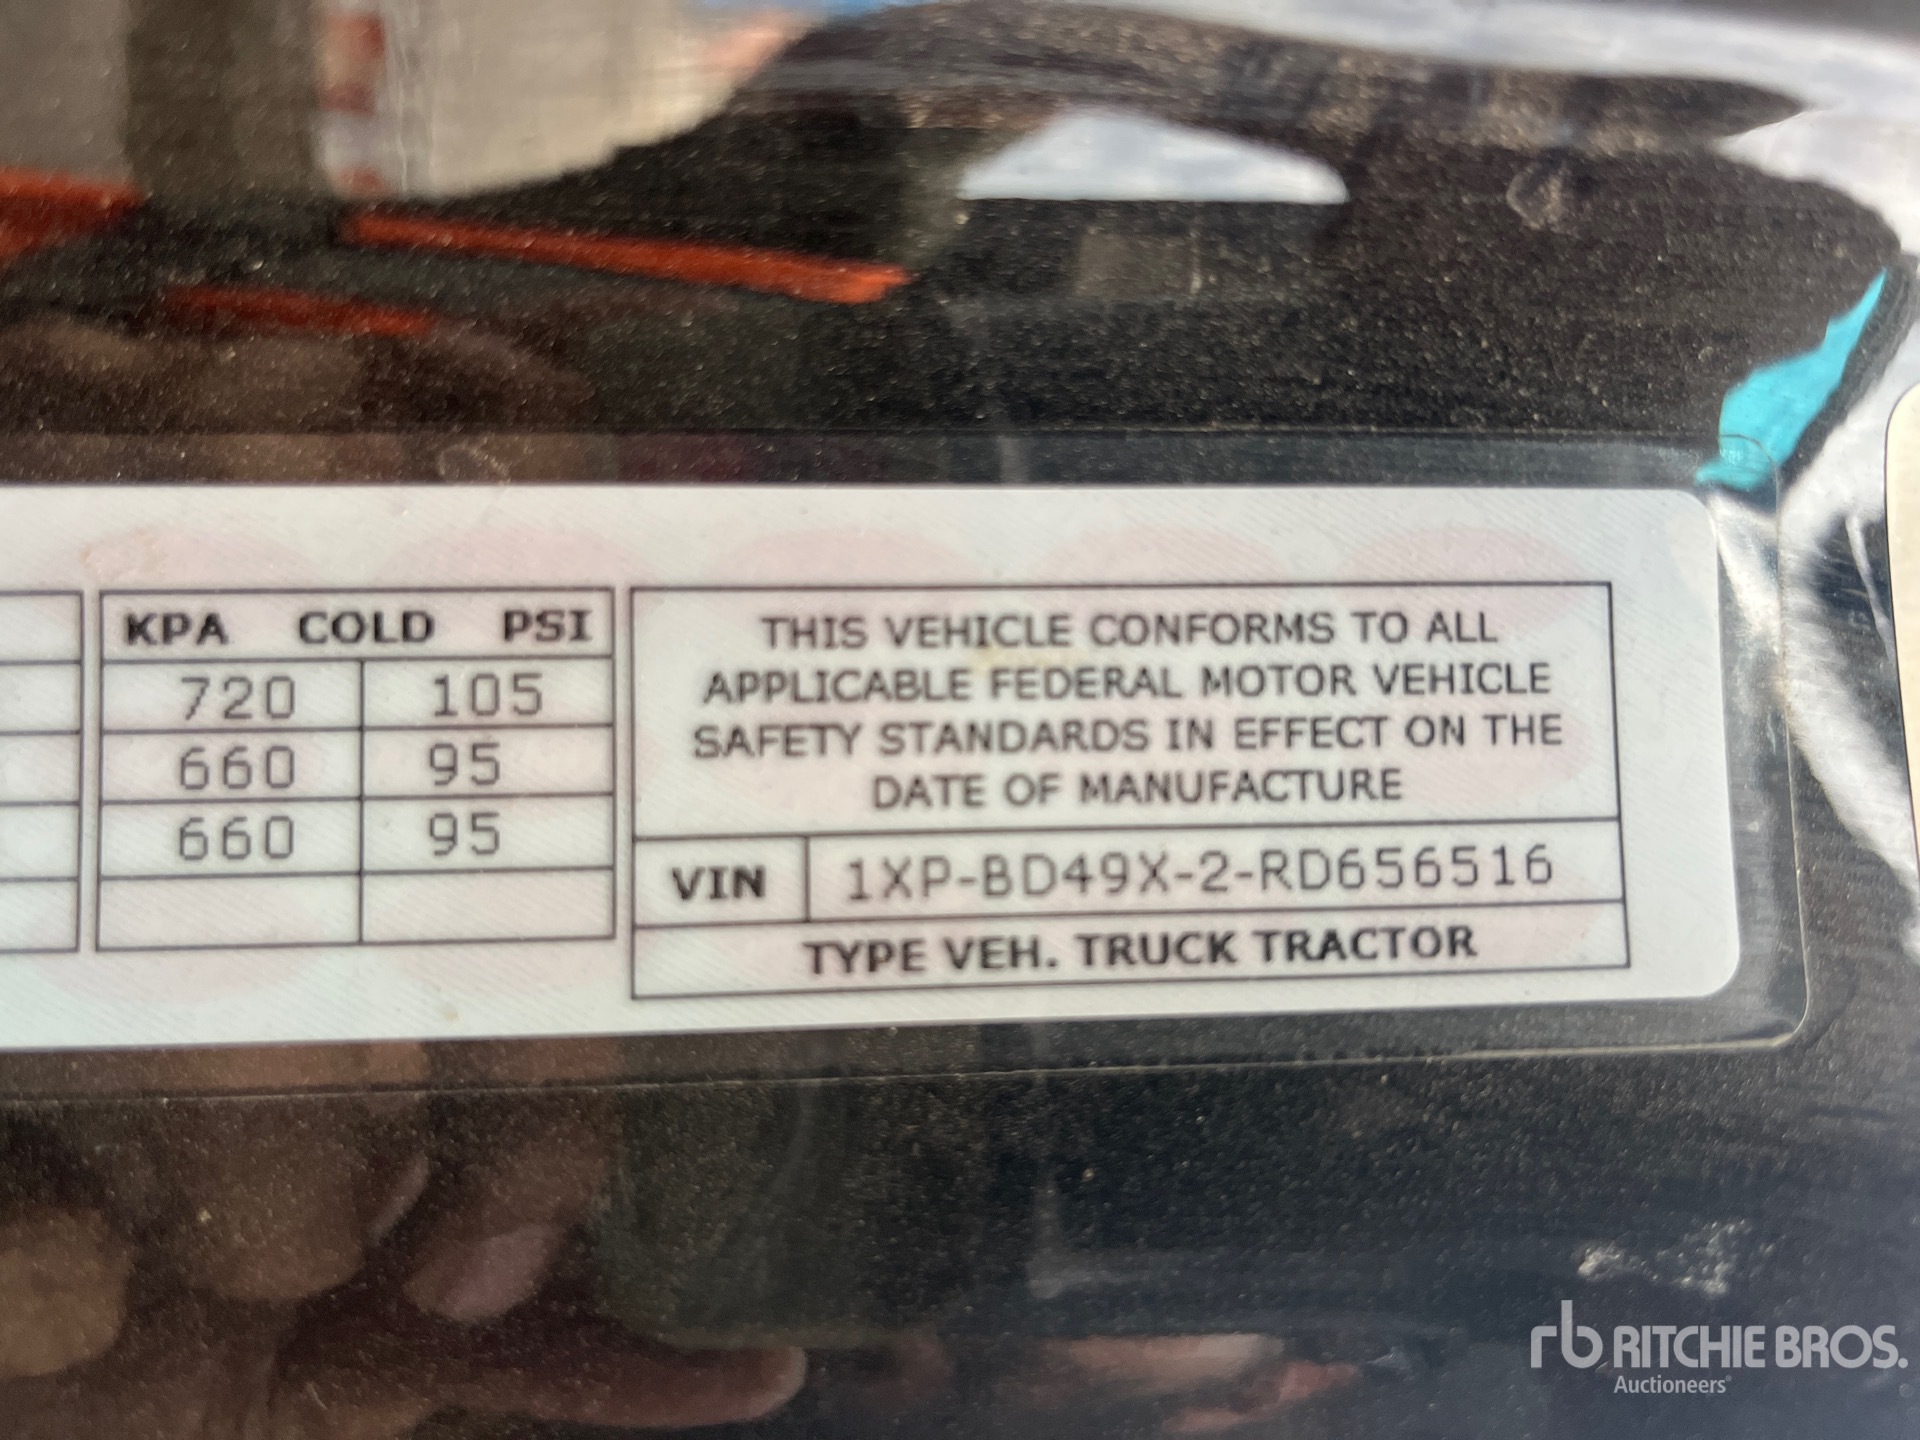 KPA COLD PSI
720 105
660 95
660 95
THIS VEHICLE CONFORMS TO ALL
APPLICABLE FEDERAL MOTOR VEHICLE
SAFETY STANDARDS IN EFFECT ON THE
DATE OF MANUFACTURE
VIN 1XP-BD49X-2-RD656516
TYPE VEH. TRUCK TRACTOR
rb RITCHIE BROS.
Auctioneers